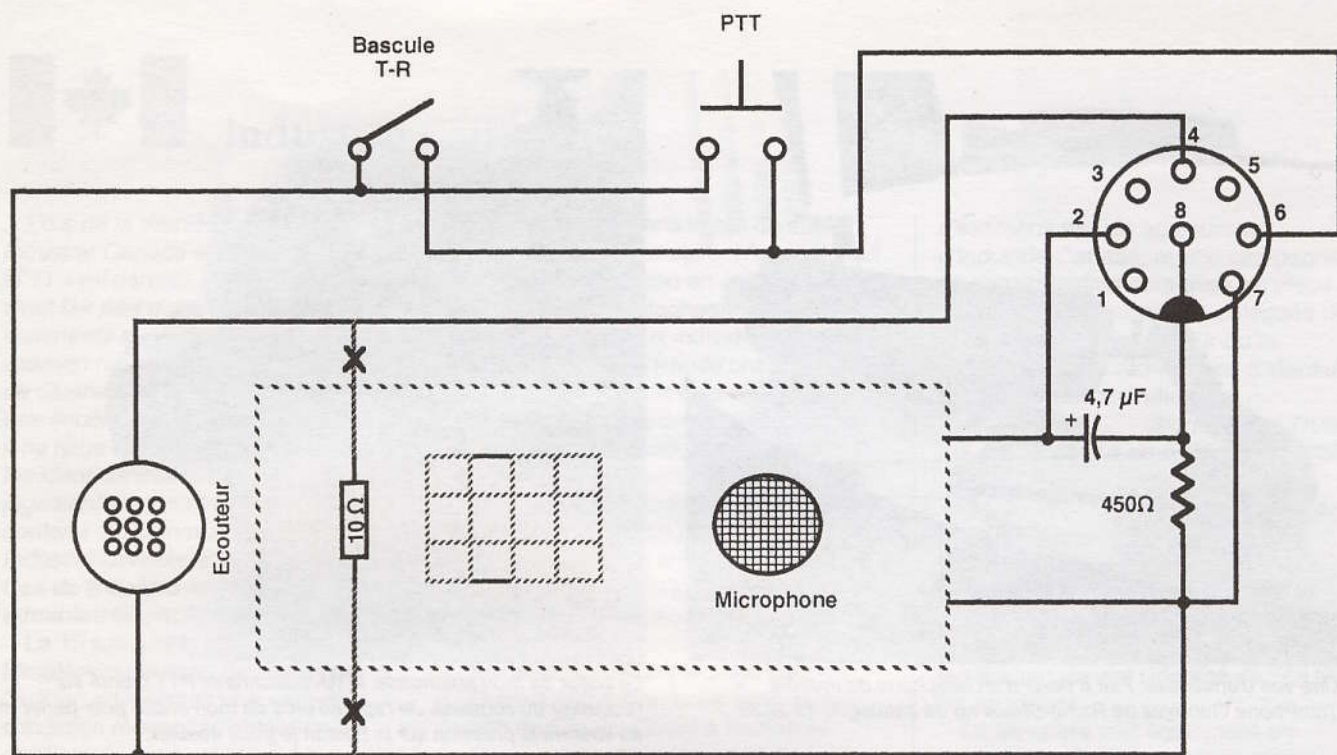 PTT
Bascule
T-R
4
3
5
2
8
6
1
7
4,7 µF
+
450Ω
10 Ω
Ecouteur
Microphone